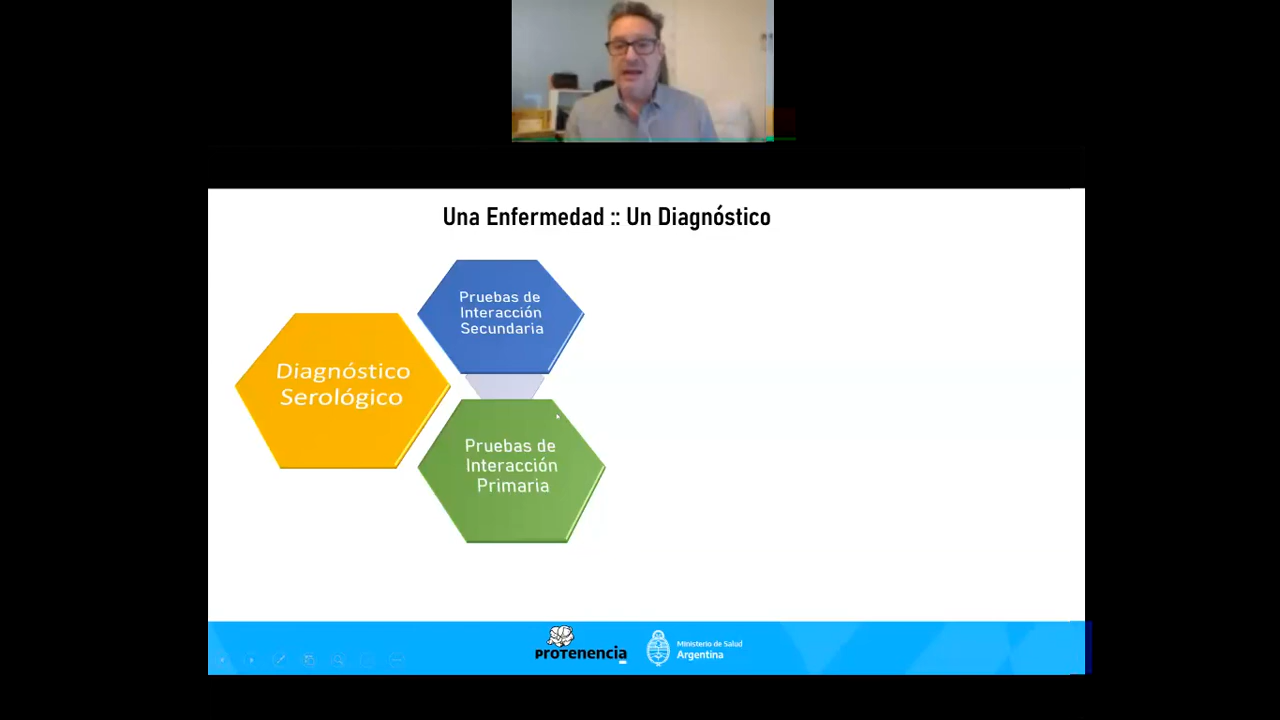 Una Enfermedad :: Un Diagnóstico
Pruebas de
Interacción
Secundaria
Diagnóstico
Serológico
Pruebas de
Interacción
Primaria
PROTenencia
Ministerio de Salud
Argentina